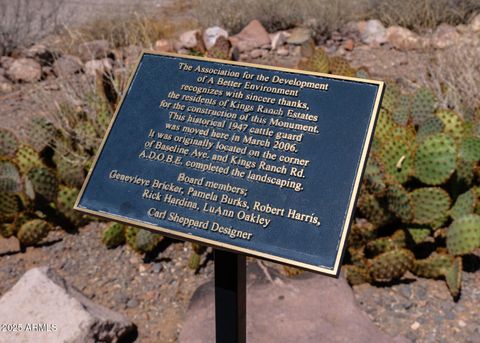 The Association for the Development
of A Better Environment
recognizes with sincere thanks,
the residents of Kings Ranch Estates
for the construction of this Monument.
This historical 1947 cattle guard
was moved here in March 2006.
It was originally located on the corner
of Baseline Ave. and Kings Ranch Rd.
A.D.O.B.E. completed the landscaping.
Board members;
Genevieve Bricker, Pamela Burks, Robert Harris,
Rick Hardina, LuAnn Oakley
Carl Sheppard Designer
2025 ARMLS